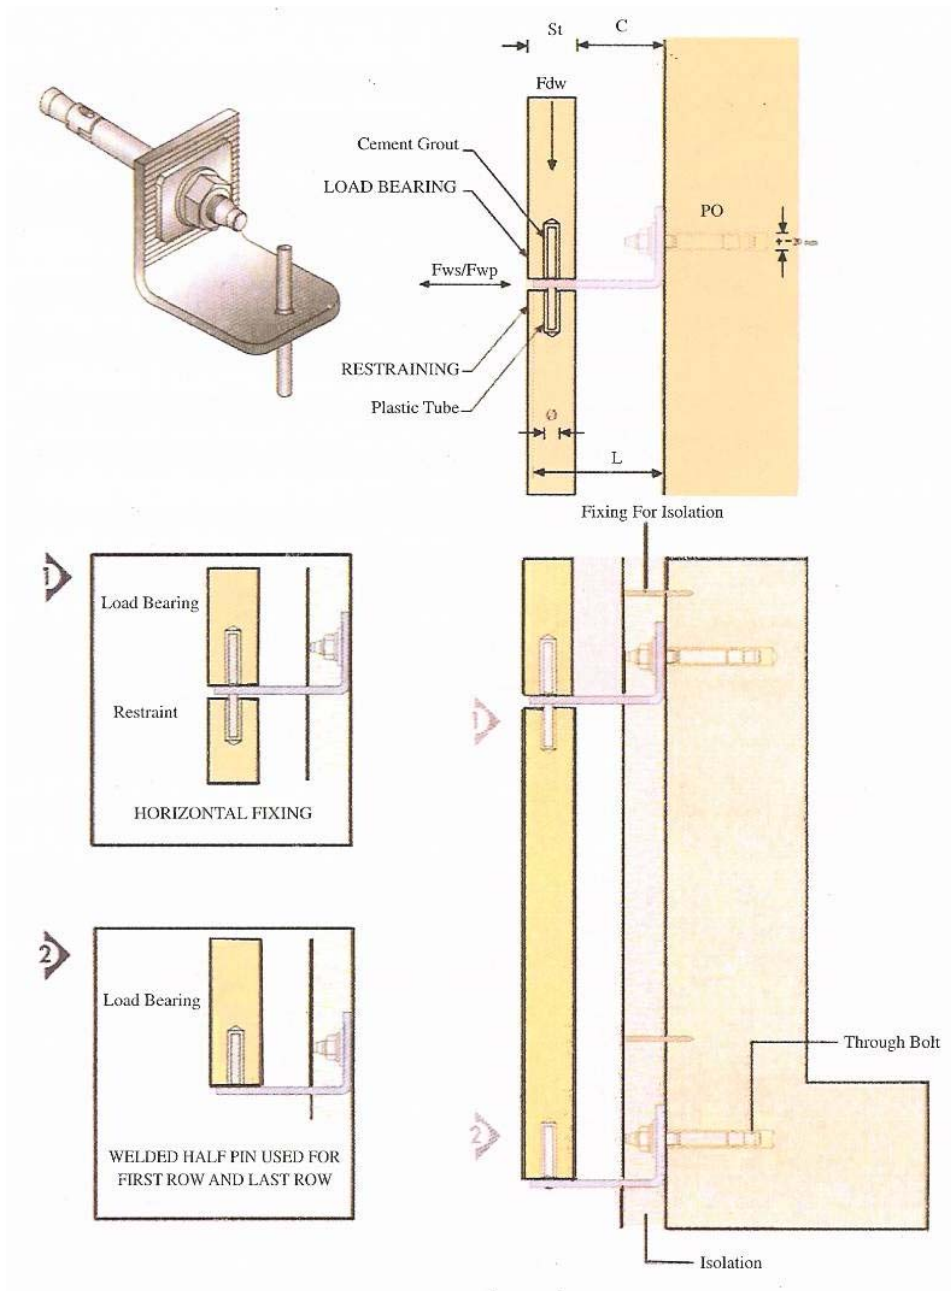 St
C
Fdw
Cement Grout
LOAD BEARING
PO
Fws/Fwp
RESTRAINING
Plastic Tube
Ø
L
Fixing For Isolation
1
Load Bearing
Restraint
HORIZONTAL FIXING
1
2
Load Bearing
WELDED HALF PIN USED FOR
FIRST ROW AND LAST ROW
Through Bolt
2
Isolation